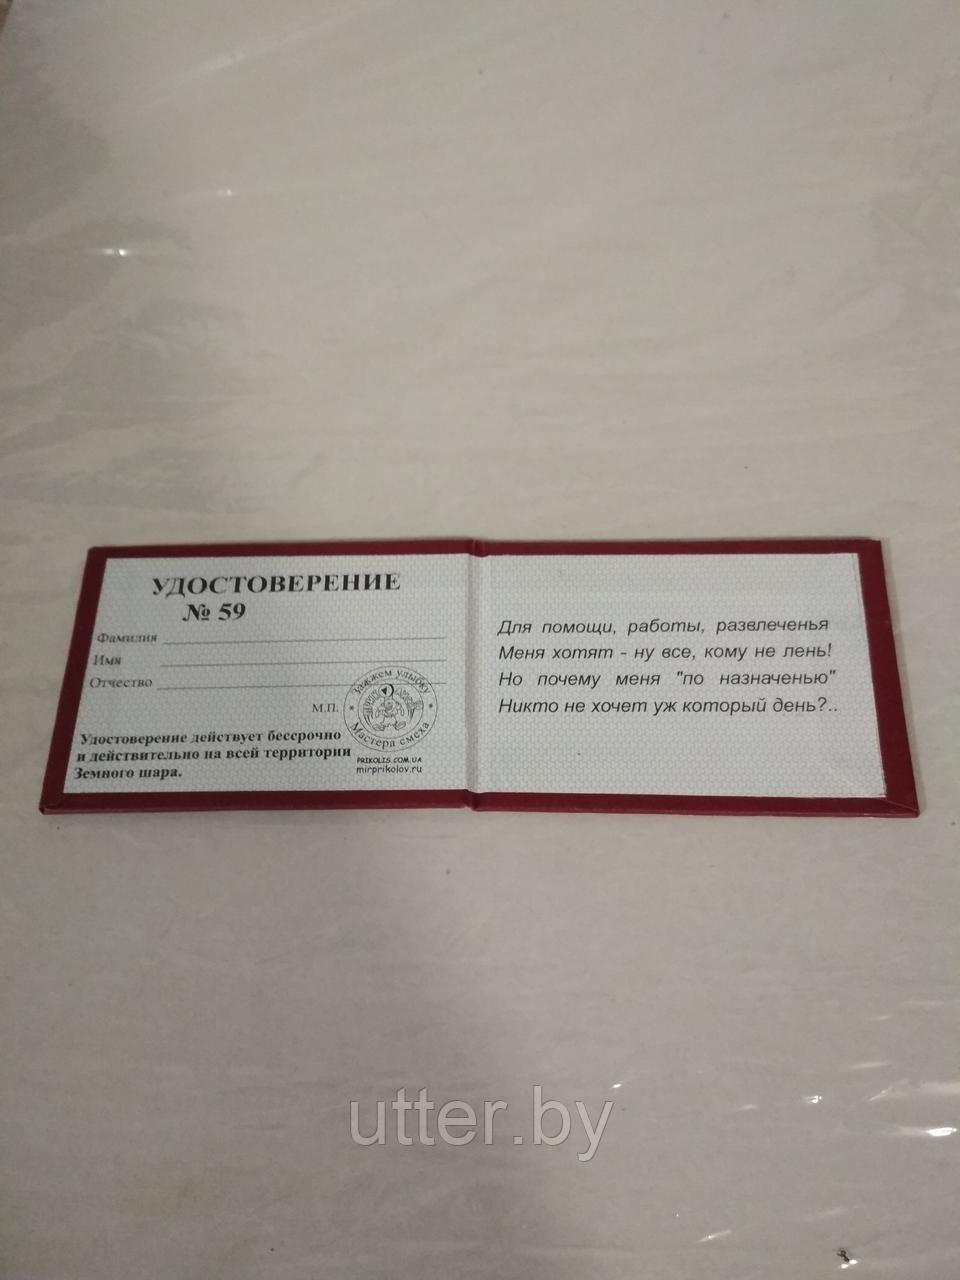 УДОСТОВЕРЕНИЕ
№ 59
Фамилия
Имя
Отчество
М.П.
Зажжем улыбку
Мастера смеха
PRIKOLIS.COM.UA
mirprikolov.ru
Удостоверение действует бессрочно
и действительно на всей территории
Земного шара.
Для помощи, работы, развлеченья
Меня хотят - ну все, кому не лень!
Но почему меня "по назначенью"
Никто не хочет уж который день?..
utter.by